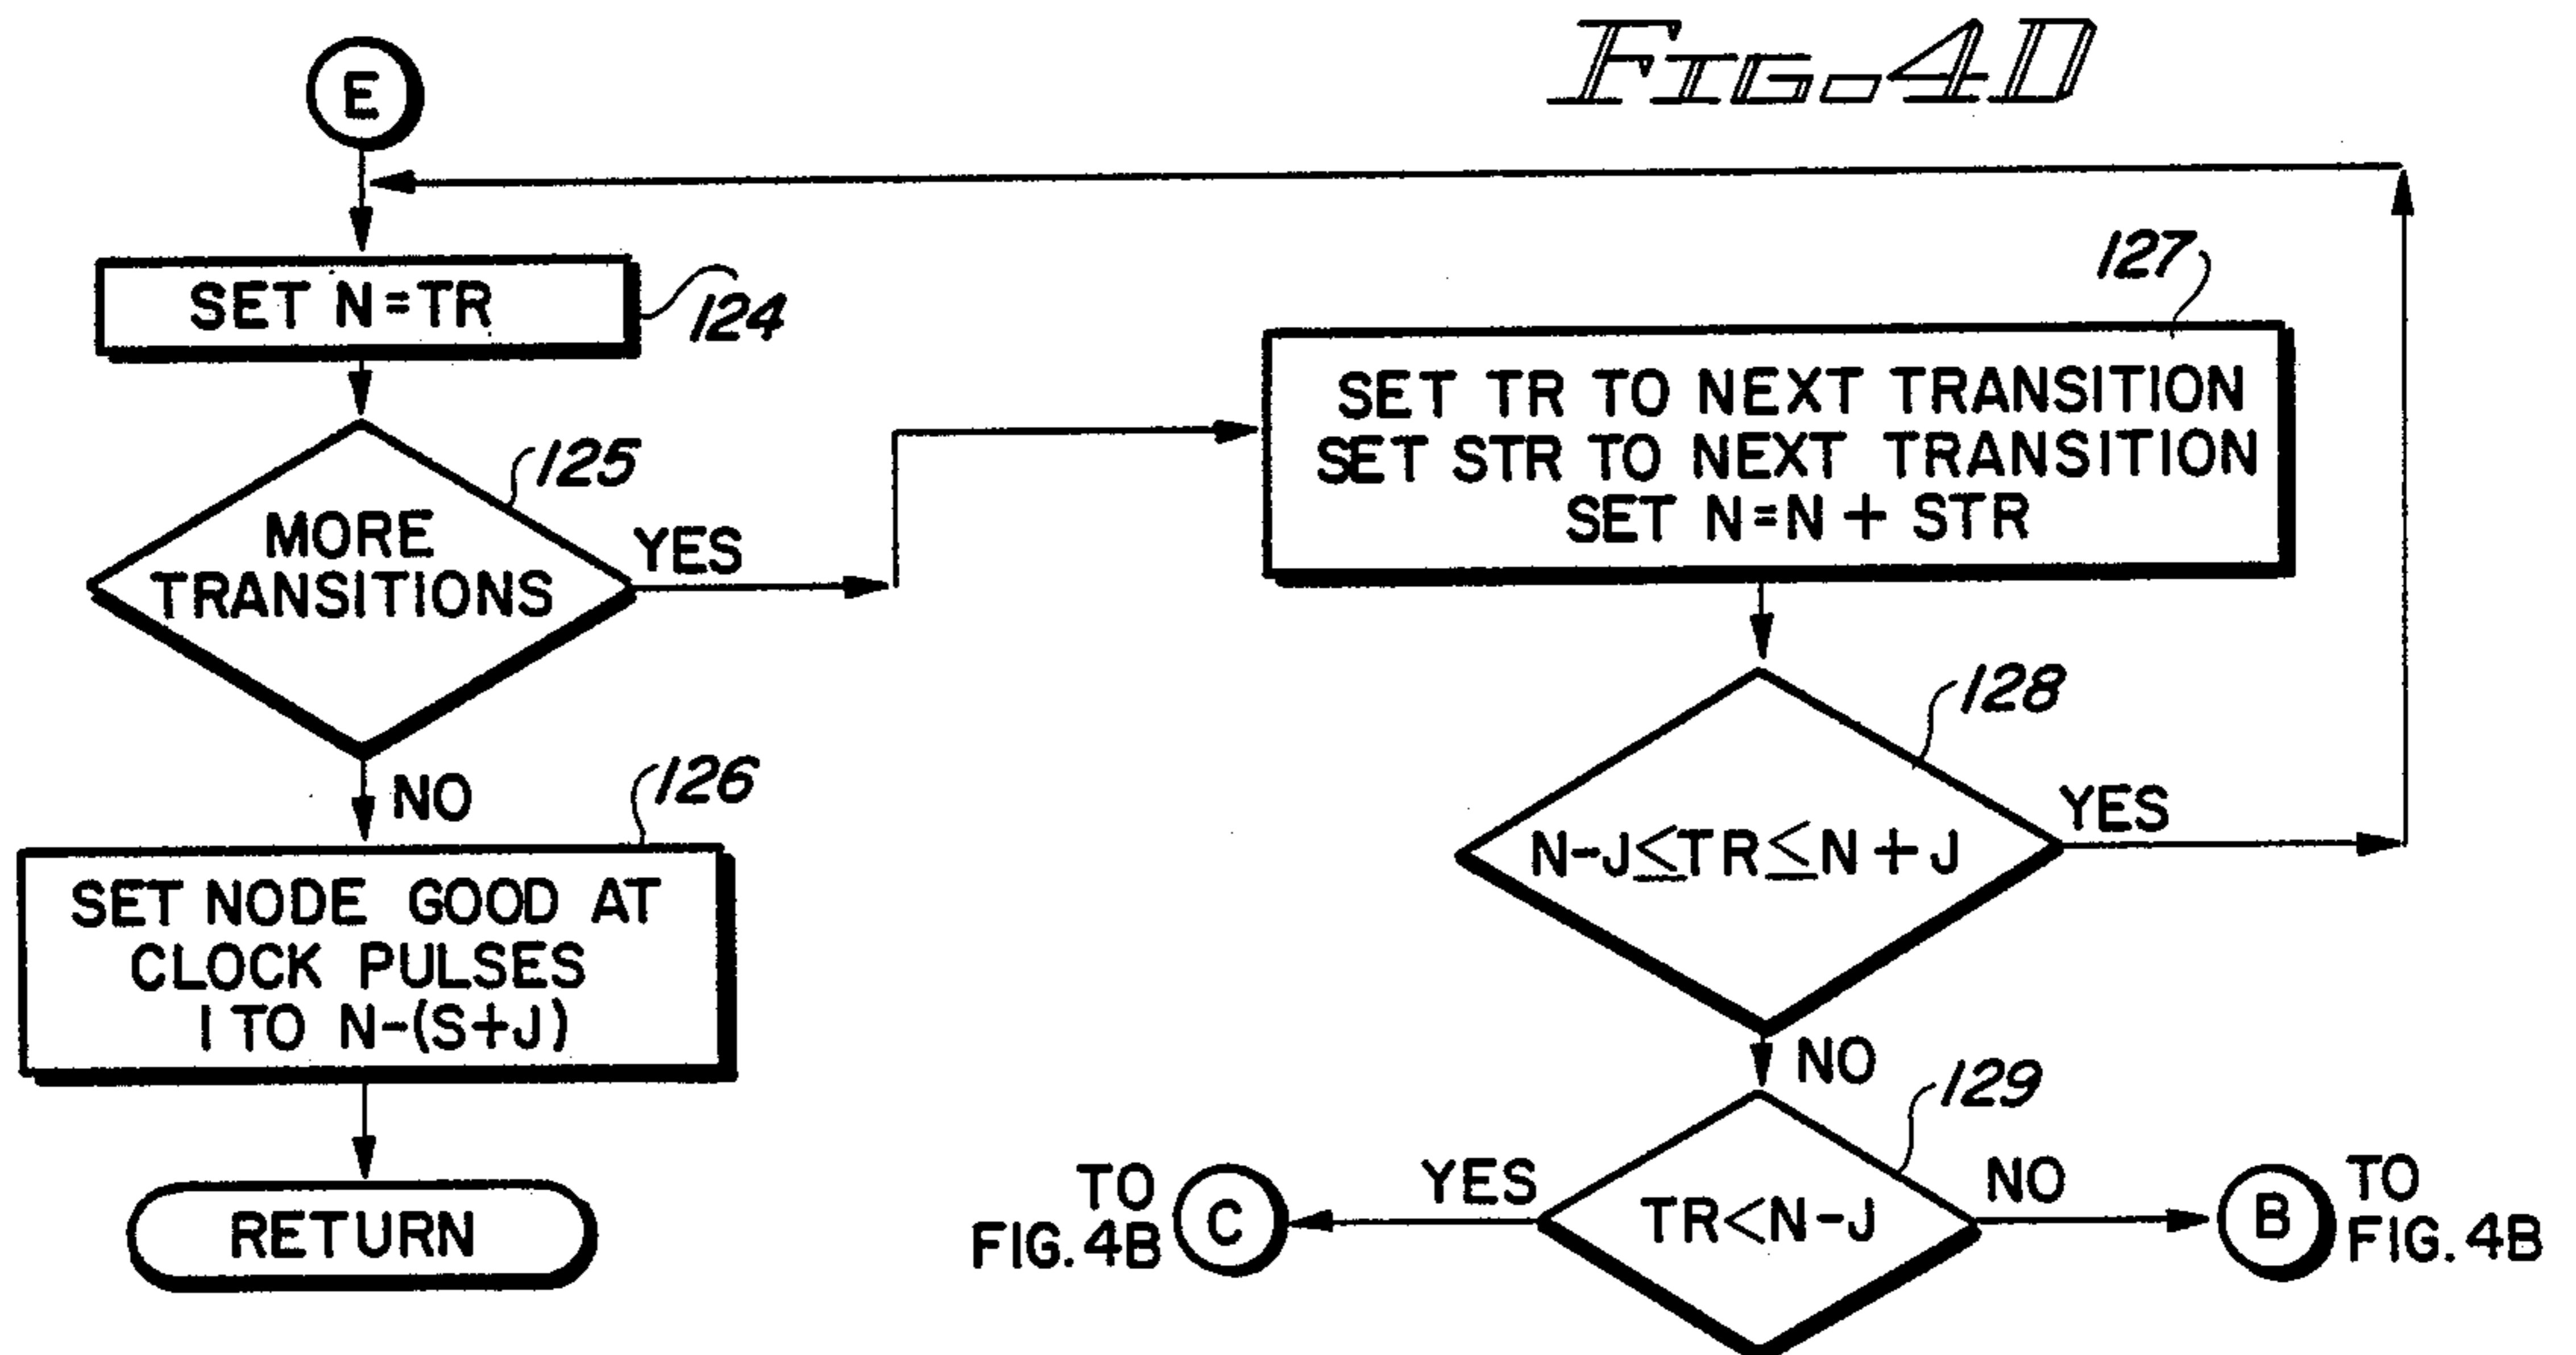 FIG. 4D
E
SET N=TR
124
MORE
TRANSITIONS
125
YES
NO
SET NODE GOOD AT
CLOCK PULSES
1 TO N-(S+J)
126
RETURN
127
SET TR TO NEXT TRANSITION
SET STR TO NEXT TRANSITION
SET N=N + STR
N-J≤TR≤N+J
128
YES
NO
TR<N-J
129
YES
TO
FIG. 4B
C
NO
B
TO
FIG. 4B